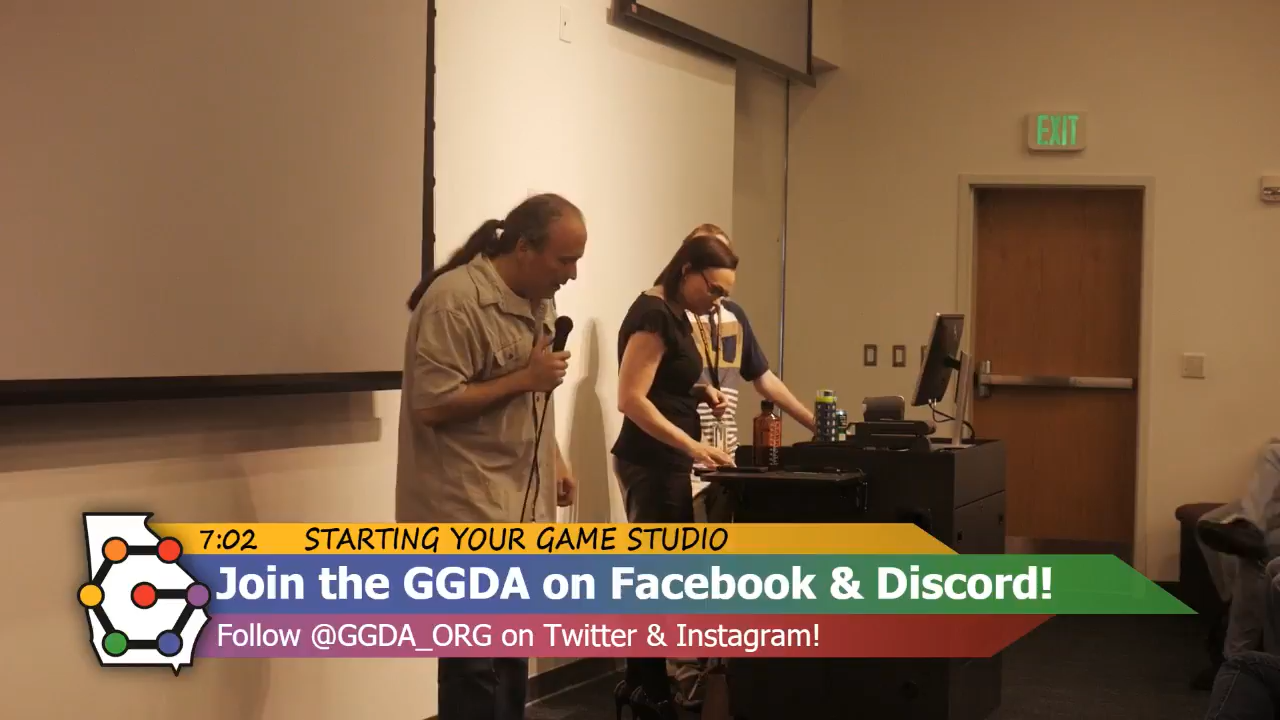 EXIT
7:02 STARTING YOUR GAME STUDIO
Join the GGDA on Facebook & Discord!
Follow @GGDA_ORG on Twitter & Instagram!